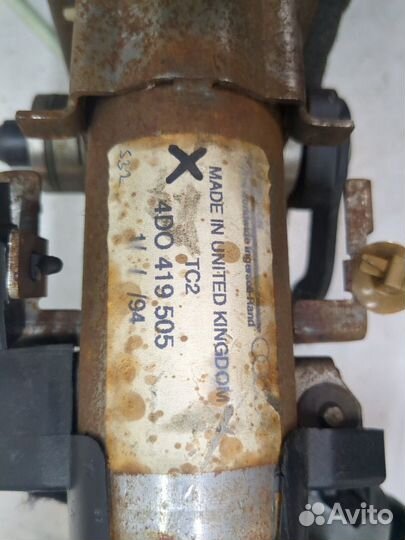 X
MADE IN UNITED KINGDOM
TC2
4D0 419 505
/94
Avito